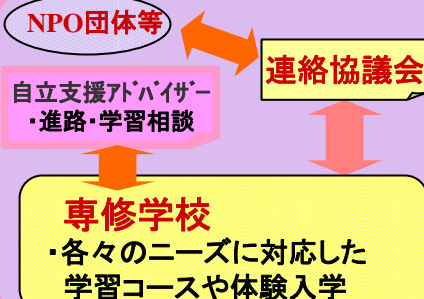 NPO団体等
連絡協議会
自立支援ｱﾄﾞﾊﾞｲｻﾞｰ
・進路・学習相談
専修学校
・各々のニーズに対応した
学習コースや体験入学